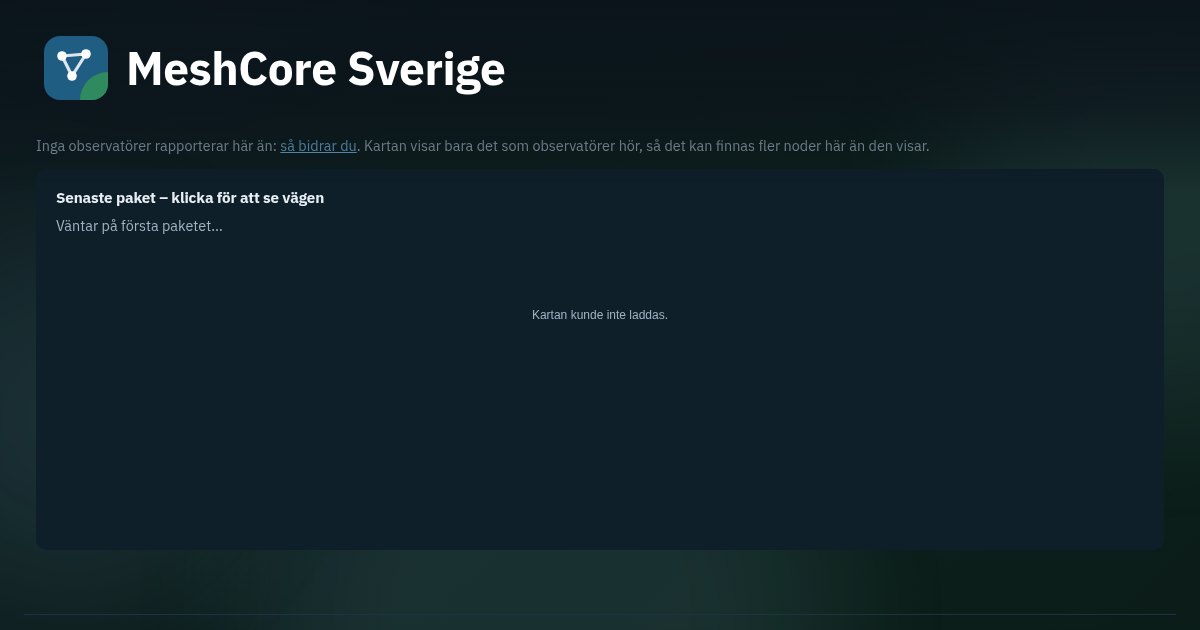 MeshCore Sverige
Inga observatörer rapporterar här än: så bidrar du. Kartan visar bara det som observatörer hör, så det kan finnas fler noder här än den visar.
Senaste paket – klicka för att se vägen
Väntar på första paketet…
Kartan kunde inte laddas.